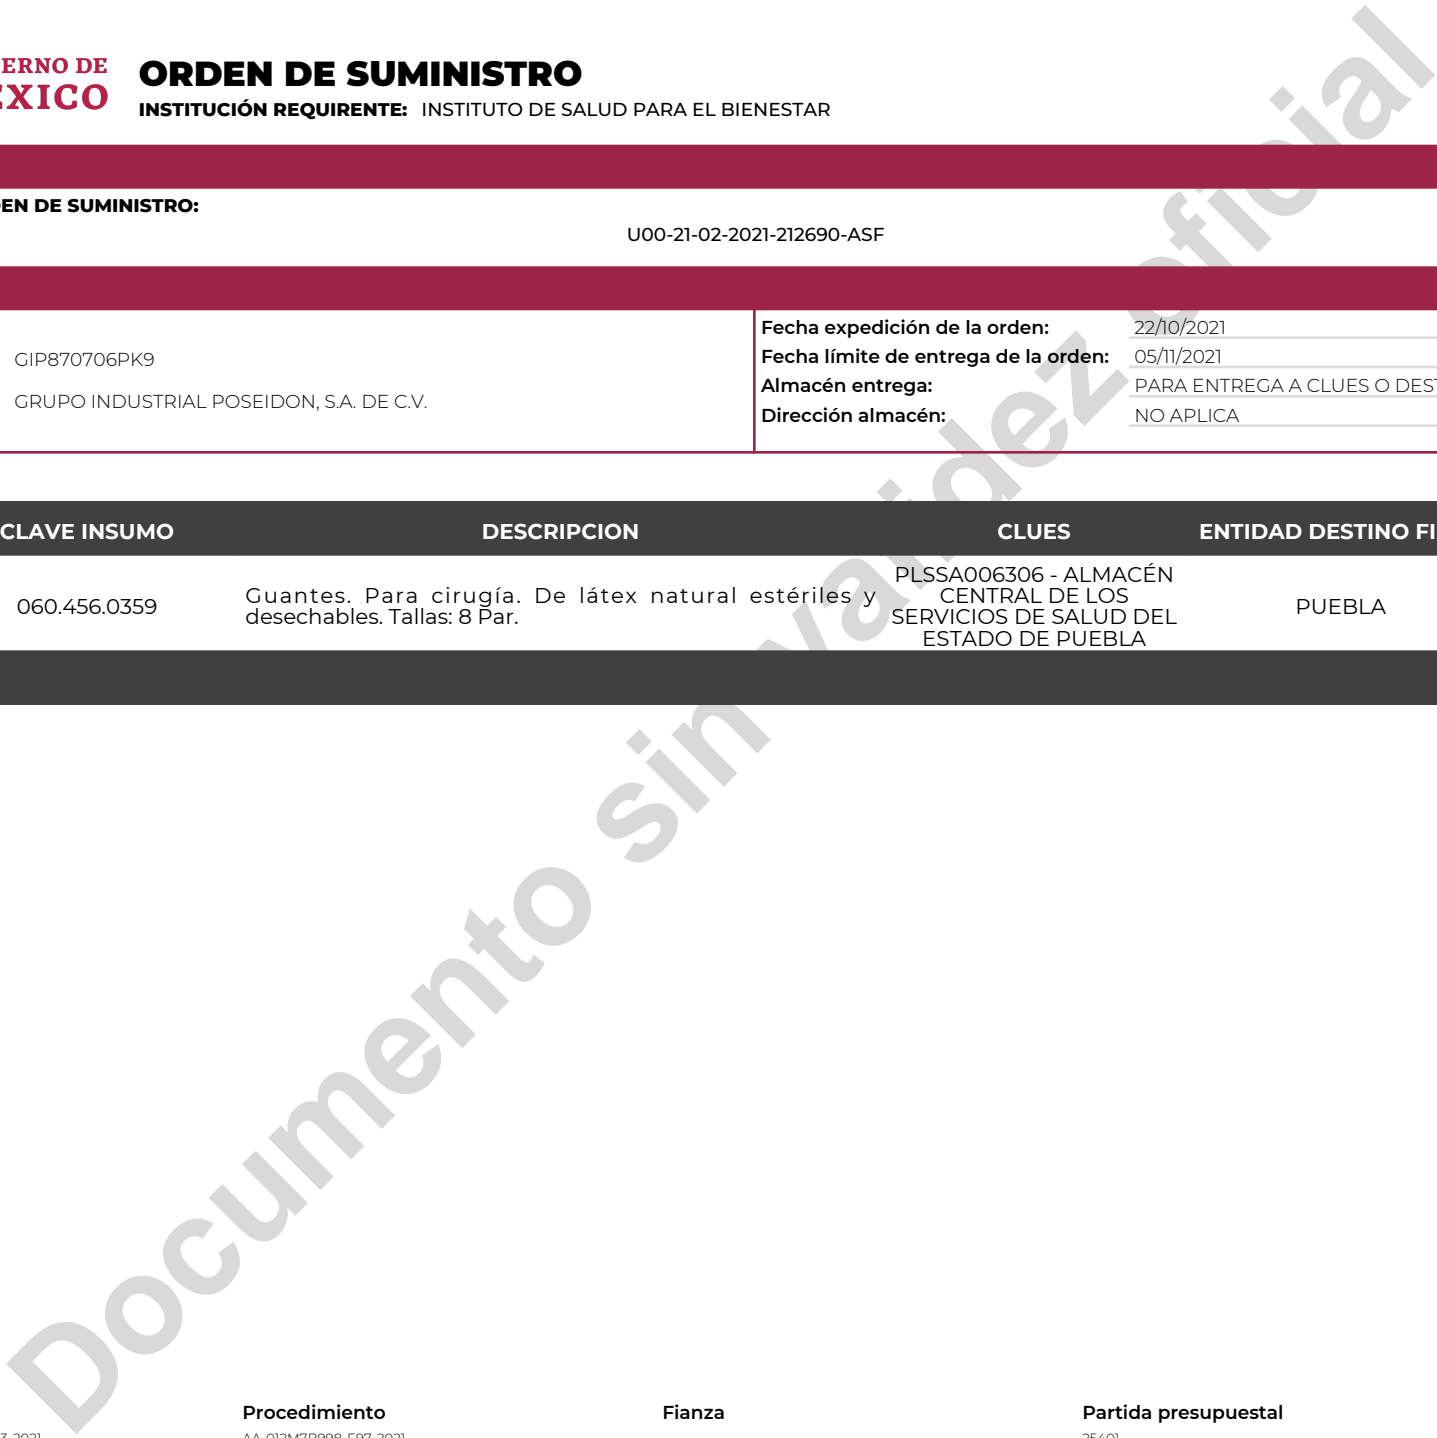 ERNO DE
EXICO
ORDEN DE SUMINISTRO
INSTITUCIÓN REQUIRENTE: INSTITUTO DE SALUD PARA EL BIENESTAR
EN DE SUMINISTRO:
U00-21-02-2021-212690-ASF
GIP870706PK9
GRUPO INDUSTRIAL POSEIDON, S.A. DE C.V.
Fecha expedición de la orden: 22/10/2021
Fecha límite de entrega de la orden: 05/11/2021
Almacén entrega: PARA ENTREGA A CLUES O DEST
Dirección almacén: NO APLICA
CLAVE INSUMO DESCRIPCION CLUES ENTIDAD DESTINO FI
060.456.0359
Guantes. Para cirugía. De látex natural estériles y
desechables. Tallas: 8 Par.
PLSSA006306 - ALMACÉN
CENTRAL DE LOS
SERVICIOS DE SALUD DEL
ESTADO DE PUEBLA
PUEBLA
Documento sin validez oficial
Procedimiento Fianza Partida presupuestal